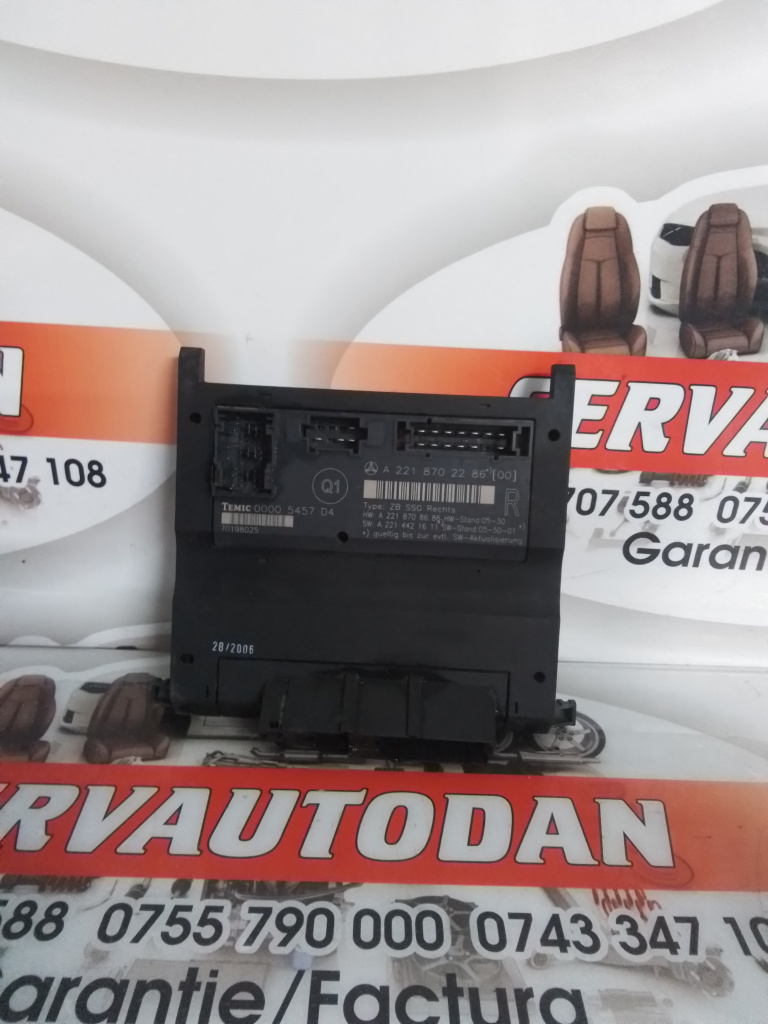 N
SERVA
47 108
707 588 075
Garan
A 221 870 22 86 [00]
Q1
R
TEMIC 0000 5457 D4
70198025
Type: ZB SSG Rechts
HW: A 221 870 86 86 HW-Stand:05-30
SW: A 221 442 16 11 SW-Stand:05-50-01 *)
*) gueltig bis zur evtl. SW-Aktualisierung
28/2006
ERVAUTODAN
588 0755 790 000 0743 347 10
Garantie/Factura